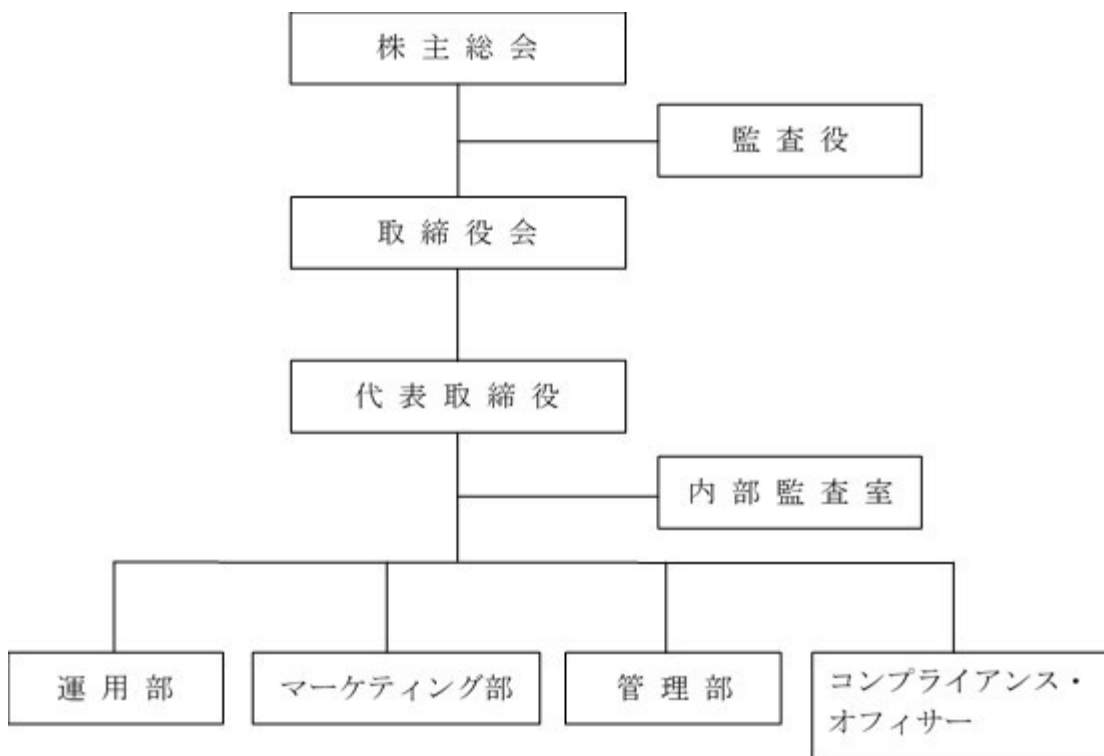 株主総会
監査役
取締役会
代表取締役
内部監査室
運用部
マーケティング部
管理部
コンプライアンス・
オフィサー